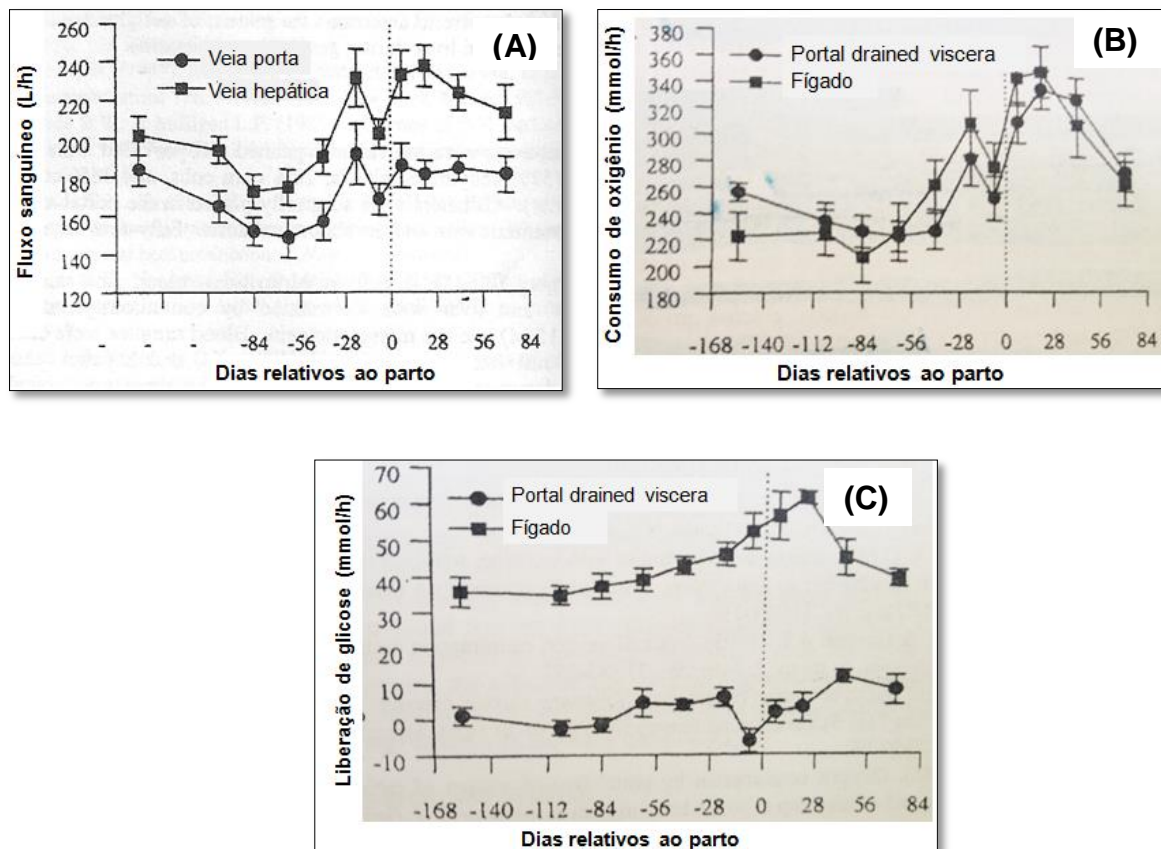 (A)
Fluxo sanguíneo (L/h)
260
240
220
200
180
160
140
120
Veia porta
Veia hepática
-84 -56 -28 28 56 84
Dias relativos ao parto
(B)
Consumo de oxigênio (mmol/h)
380
360
340
320
300
280
260
240
220
200
180
Portal drained viscera
Fígado
-168 -140 -112 -84 -56 -28 0 28 56 84
Dias relativos ao parto
(C)
Liberação de glicose (mmol/h)
70
60
50
40
30
20
10
0
-10
Portal drained viscera
Fígado
-168 -140 -112 -84 -56 -28 0 28 56 84
Dias relativos ao parto